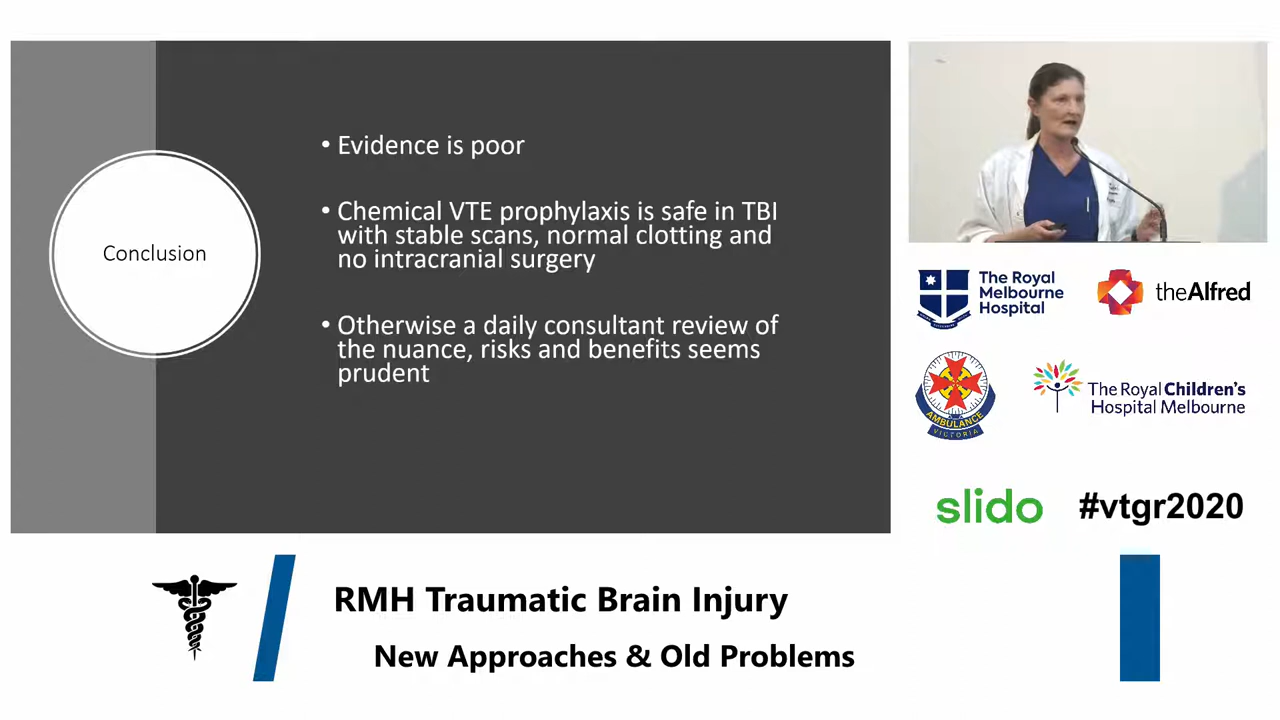 Conclusion
• Evidence is poor
• Chemical VTE prophylaxis is safe in TBI
with stable scans, normal clotting and
no intracranial surgery
• Otherwise a daily consultant review of
the nuance, risks and benefits seems
prudent
The Royal
Melbourne
Hospital
theAlfred
AMBULANCE
VICTORIA
The Royal Children's
Hospital Melbourne
slido
#vtgr2020
RMH Traumatic Brain Injury
New Approaches & Old Problems